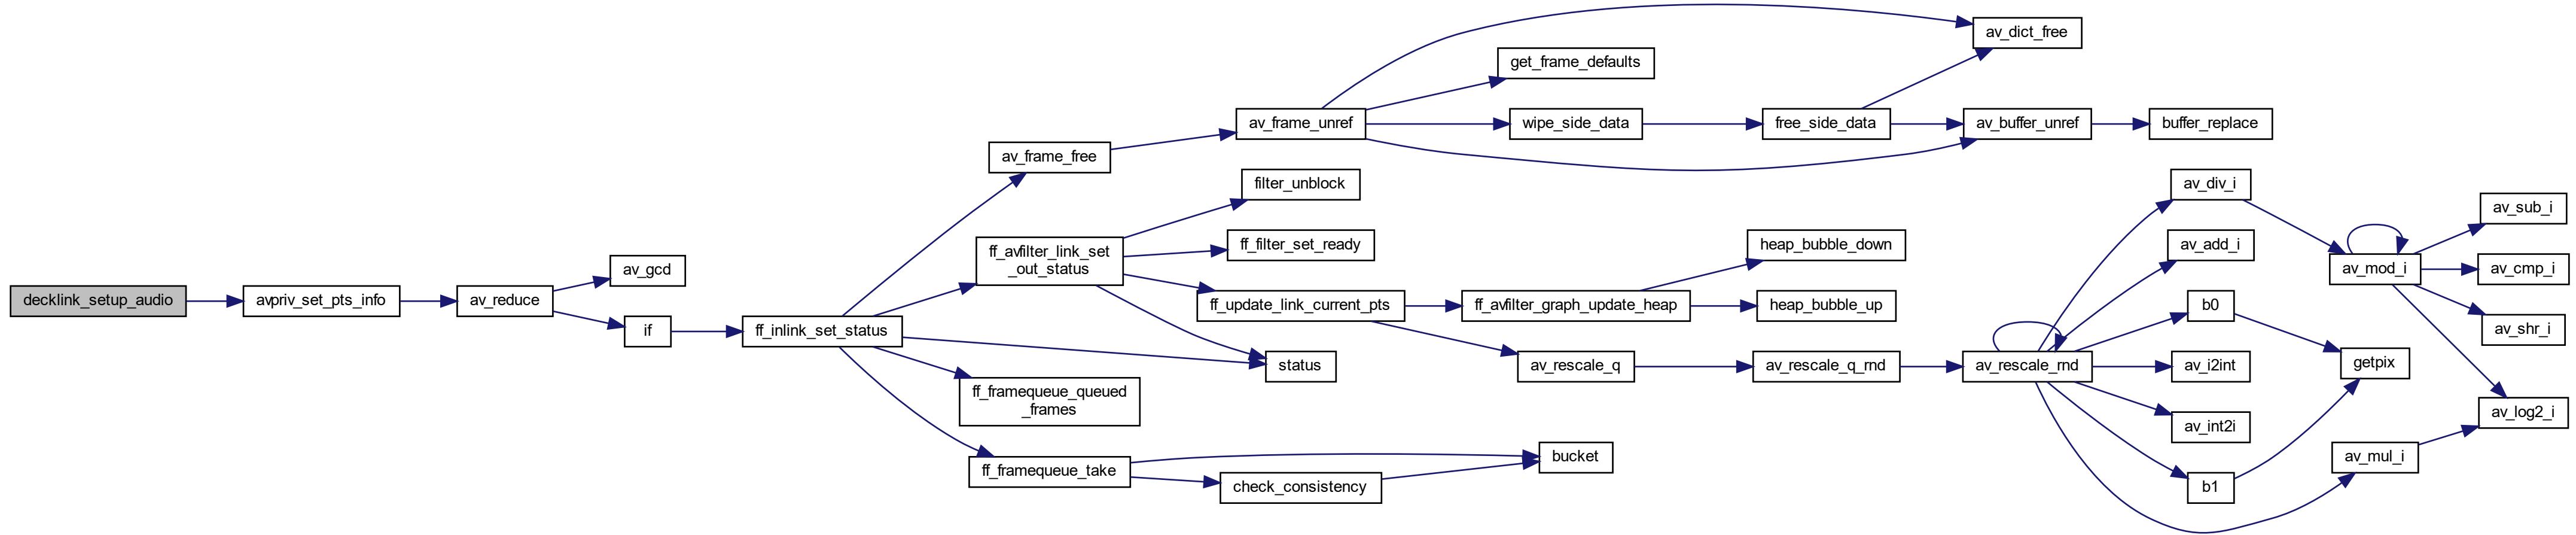 decklink_setup_audio
avpriv_set_pts_info
av_reduce
av_gcd
if
ff_inlink_set_status
av_frame_free
ff_avfilter_link_set
_out_status
status
ff_framequeue_queued
_frames
ff_framequeue_take
av_frame_unref
filter_unblock
ff_filter_set_ready
ff_update_link_current_pts
check_consistency
bucket
get_frame_defaults
wipe_side_data
ff_avfilter_graph_update_heap
av_rescale_q
heap_bubble_down
heap_bubble_up
free_side_data
av_rescale_q_rnd
av_dict_free
av_buffer_unref
buffer_replace
av_rescale_rnd
av_div_i
av_add_i
b0
av_i2int
av_int2i
b1
av_mod_i
getpix
av_mul_i
av_sub_i
av_cmp_i
av_shr_i
av_log2_i